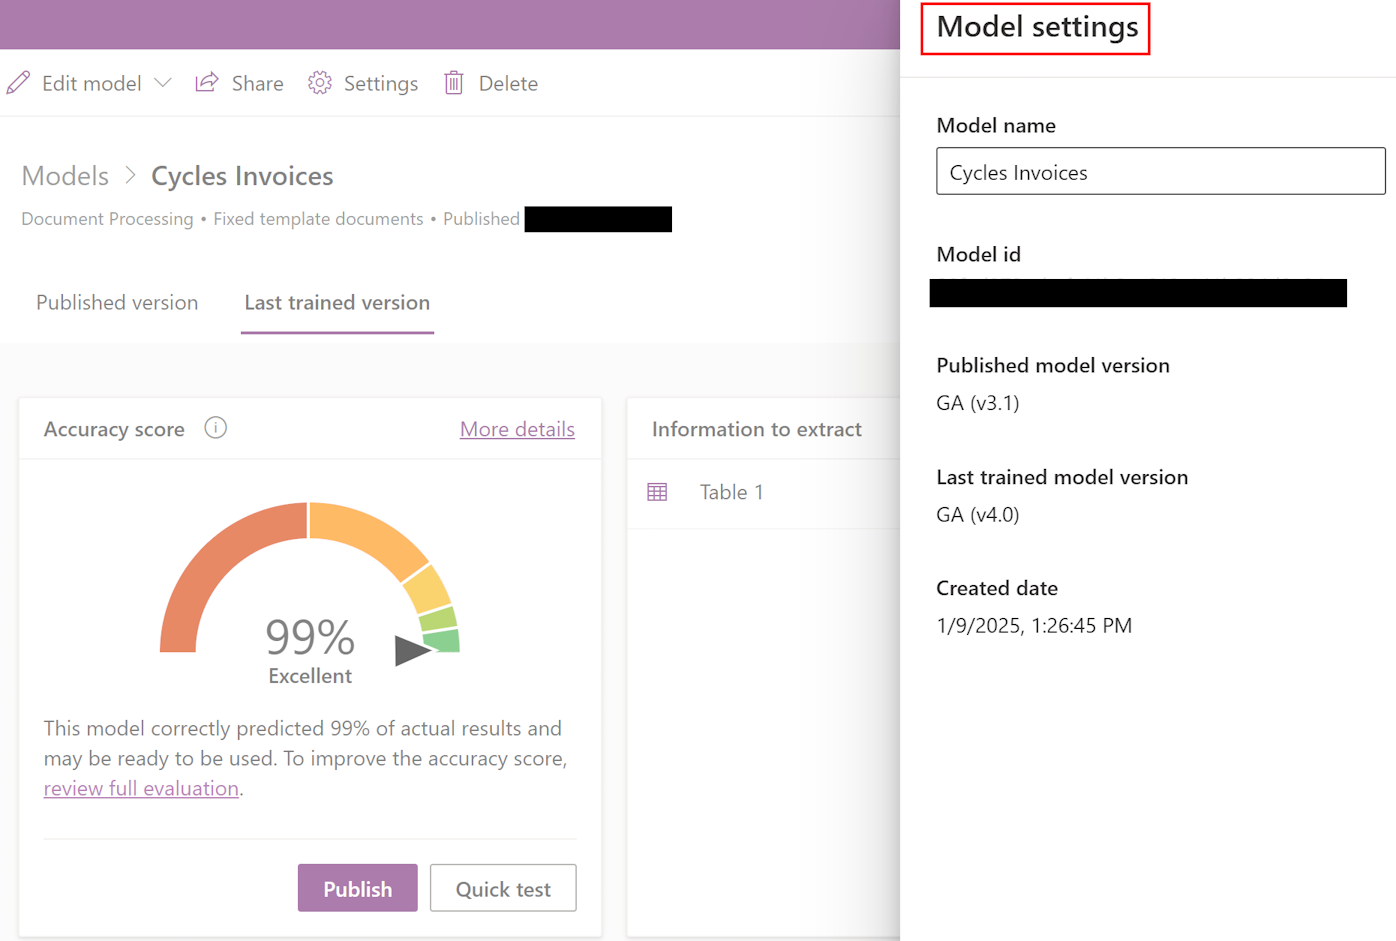 Edit model
Share
Settings
Delete
Models > Cycles Invoices
Document Processing • Fixed template documents • Published
Published version
Last trained version
Accuracy score
More details
99%
Excellent
This model correctly predicted 99% of actual results and
may be ready to be used. To improve the accuracy score,
review full evaluation.
Publish
Quick test
Information to extract
Table 1
Model settings
Model name
Cycles Invoices
Model id
Published model version
GA (v3.1)
Last trained model version
GA (v4.0)
Created date
1/9/2025, 1:26:45 PM